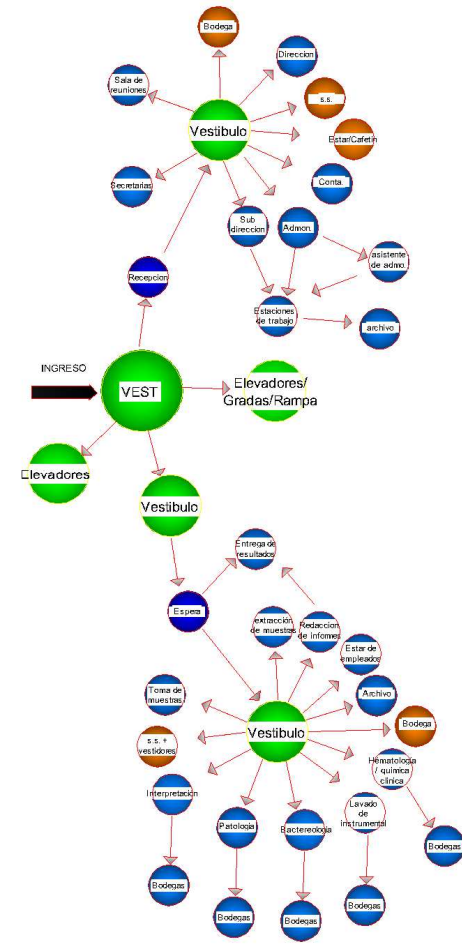 Bodega
Direccion
Sala de
reuniones
s.s.
Vestibulo
Estar/Cafetin
Secretarias
Conta.
Sub
direccion
Admon.
asistente
de admo.
Recepcion
Estaciones
de trabajo
archivo
INGRESO
VEST
Elevadores/
Gradas/Rampa
Elevadores
Vestibulo
Entrega de
resultados
Espera
extracción
de muestras
Redaccion
de informes
Estar de
empleados
Toma de
muestras
Archivo
Bodega
Vestibulo
s.s. +
vestidores
Hematologia
/ quimica
clinica
Interpretación
Lavado
de
instrumental
Patologia
Bactereologia
Bodegas
Bodegas
Bodegas
Bodegas
Bodegas